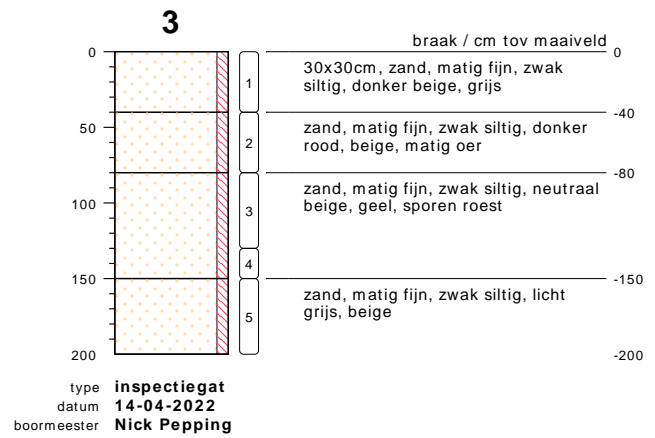 3
braak / cm tov maaiveld
0
0
30x30cm, zand, matig fijn, zwak
siltig, donker beige, grijs
1
-40
50
zand, matig fijn, zwak siltig, donker
rood, beige, matig oer
2
-80
zand, matig fijn, zwak siltig, neutraal
beige, geel, sporen roest
100
3
4
150
-150
zand, matig fijn, zwak siltig, licht
grijs, beige
5
200
-200
type inspectiegat
datum 14-04-2022
boormeester Nick Pepping